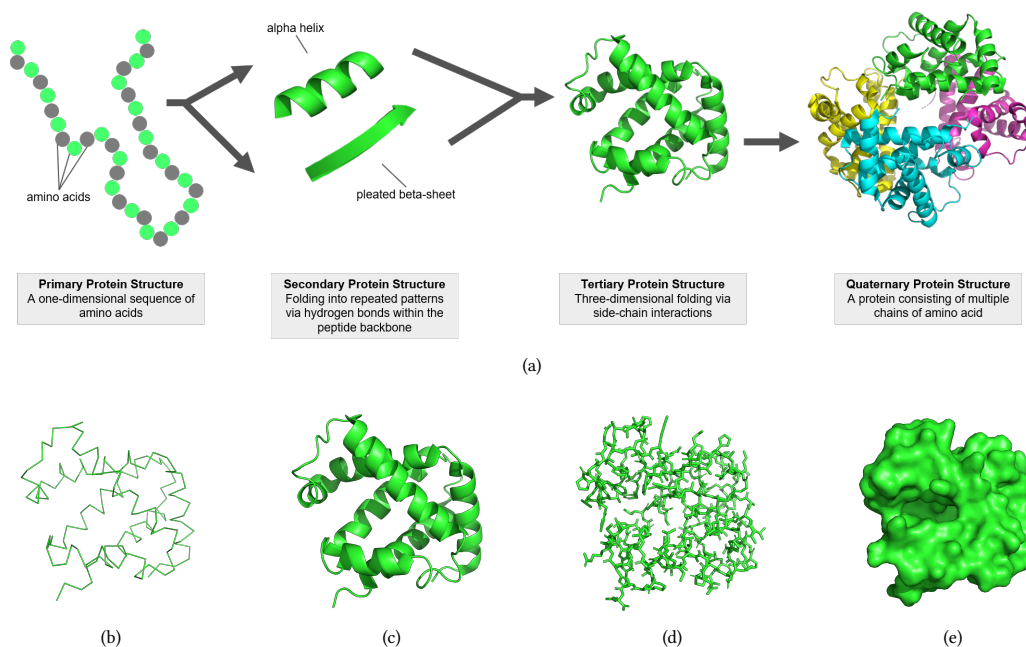 alpha helix
amino acids
pleated beta-sheet
Primary Protein Structure
A one-dimensional sequence of
amino acids
Secondary Protein Structure
Folding into repeated patterns
via hydrogen bonds within the
peptide backbone
Tertiary Protein Structure
Three-dimensional folding via
side-chain interactions
Quaternary Protein Structure
A protein consisting of multiple
chains of amino acid
(a)
(b)
(c)
(d)
(e)